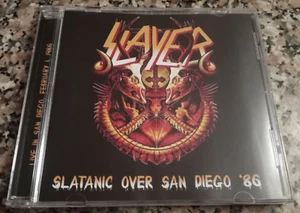 SLAYER
LIVE IN SAN DIEGO, FEBRUARY 1, 1986
SLATANIC OVER SAN DIEGO '86